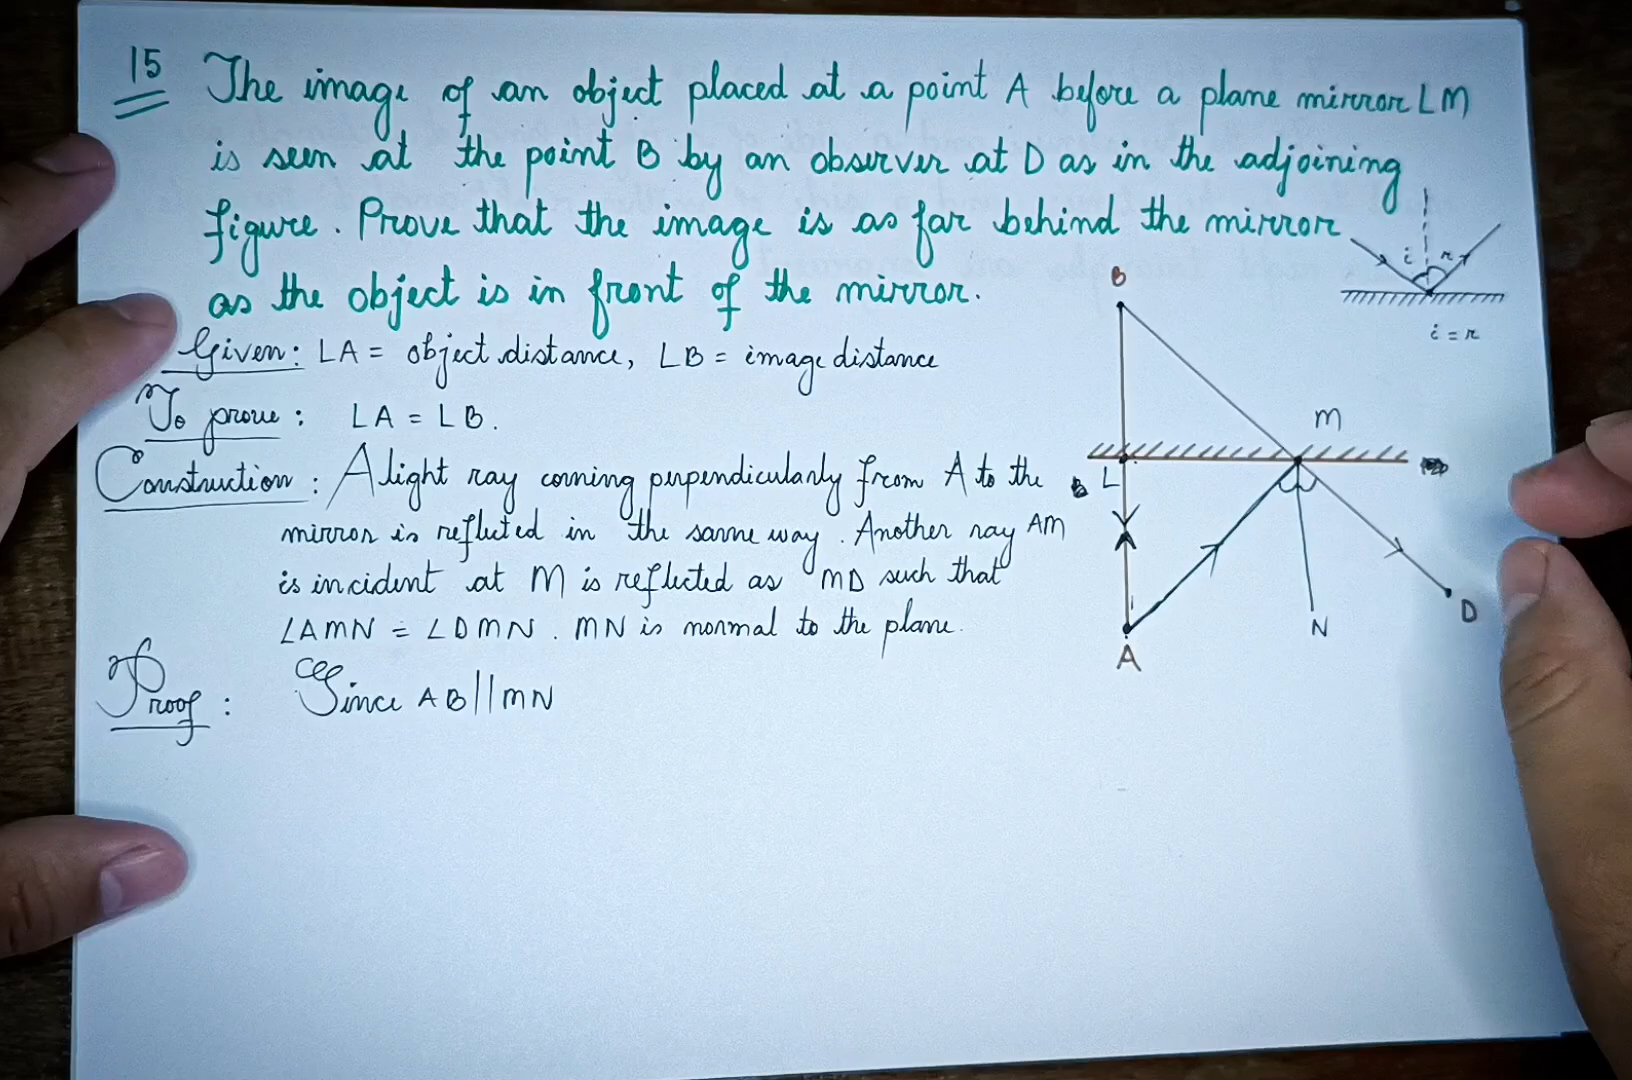 15 The image of an object placed at a point A before a plane mirror LM
is seen at the point B by an observer at D as in the adjoining
figure. Prove that the image is as far behind the mirror
as the object is in front of the mirror.
i r
i = r
Given: LA = object distance, LB = image distance
To prove: LA = LB.
Construction: A light ray coming perpendicularly from A to the
mirror is reflected in the same way. Another ray AM
is incident at M is reflected as MD such that
∠AMN = ∠DMN. MN is normal to the plane.
Proof: Since AB||MN
B
M
L
D
N
A